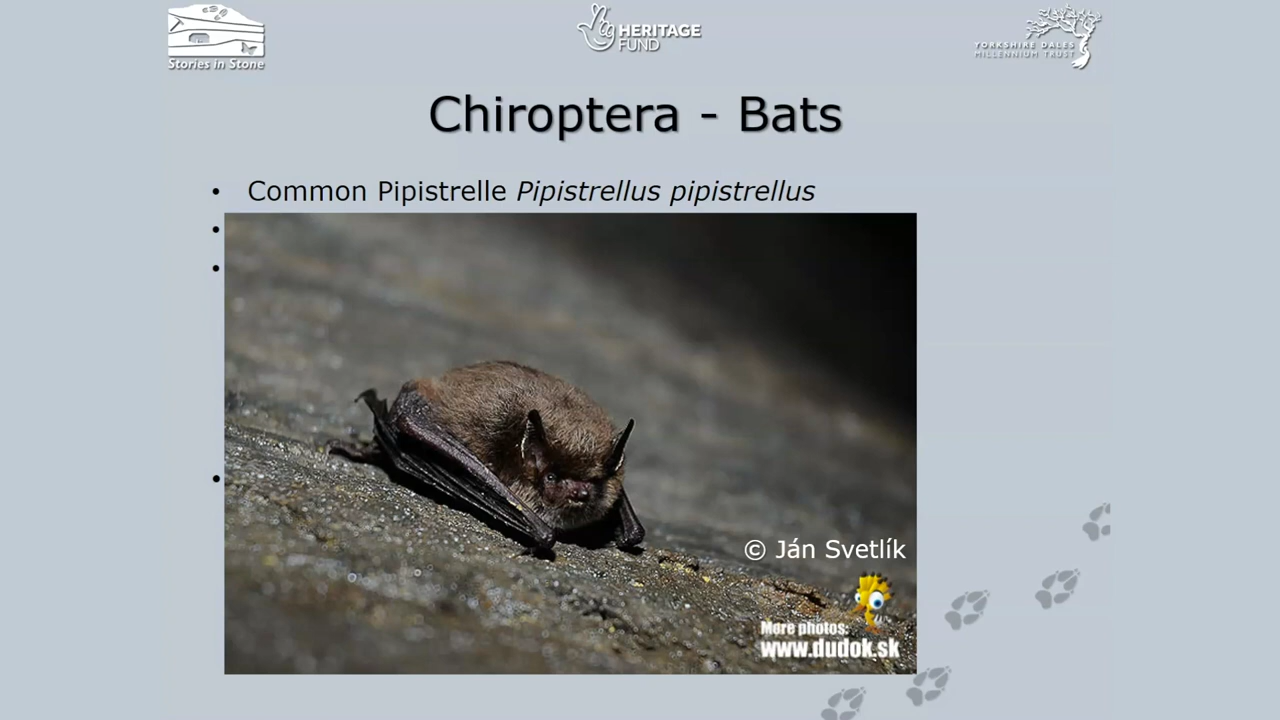 Stories in Stone
HERITAGE
FUND
YORKSHIRE DALES
MILLENNIUM TRUST
Chiroptera - Bats
• Common Pipistrelle Pipistrellus pipistrellus
•
•
•
© Ján Svetlík
More photos:
www.dudok.sk